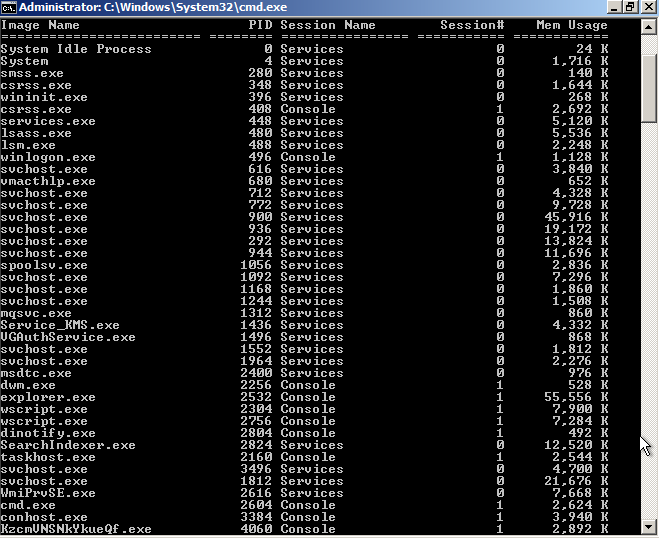 Administrator: C:\Windows\System32\cmd.exe
Image Name                     PID Session Name        Session#    Mem Usage
========================= ======== ================ =========== ============
System Idle Process              0 Services                   0         24 K
System                           4 Services                   0      1,716 K
smss.exe                       280 Services                   0        140 K
csrss.exe                      348 Services                   0      1,644 K
wininit.exe                    396 Services                   0        268 K
csrss.exe                      408 Console                    1      2,692 K
services.exe                   448 Services                   0      5,120 K
lsass.exe                      480 Services                   0      5,536 K
lsm.exe                        488 Services                   0      2,248 K
winlogon.exe                   496 Console                    1      1,128 K
svchost.exe                    616 Services                   0      3,840 K
vmacthlp.exe                   680 Services                   0        652 K
svchost.exe                    712 Services                   0      4,328 K
svchost.exe                    772 Services                   0      9,728 K
svchost.exe                    900 Services                   0     45,916 K
svchost.exe                    936 Services                   0     19,172 K
svchost.exe                    292 Services                   0     13,824 K
svchost.exe                    944 Services                   0     11,696 K
spoolsv.exe                   1056 Services                   0      2,836 K
svchost.exe                   1092 Services                   0      7,296 K
svchost.exe                   1168 Services                   0      1,860 K
svchost.exe                   1244 Services                   0      1,508 K
mqsvc.exe                     1312 Services                   0        860 K
Service_KMS.exe               1436 Services                   0      4,332 K
VGAuthService.exe             1496 Services                   0        868 K
svchost.exe                   1552 Services                   0      1,812 K
svchost.exe                   1964 Services                   0      2,276 K
msdtc.exe                     2400 Services                   0        976 K
dwm.exe                       2256 Console                    1        528 K
explorer.exe                  2532 Console                    1     55,556 K
wscript.exe                   2304 Console                    1      7,900 K
wscript.exe                   2756 Console                    1      7,284 K
dinotify.exe                  2804 Console                    1        492 K
SearchIndexer.exe             2824 Services                   0     12,520 K
taskhost.exe                  2160 Console                    1      2,544 K
svchost.exe                   3496 Services                   0      4,700 K
svchost.exe                   1812 Services                   0     21,676 K
WmiPrvSE.exe                  2616 Services                   0      7,668 K
cmd.exe                       2604 Console                    1      2,624 K
conhost.exe                   3384 Console                    1      3,940 K
KzcmVNSNkYkueQf.exe           4060 Console                    1      2,892 K